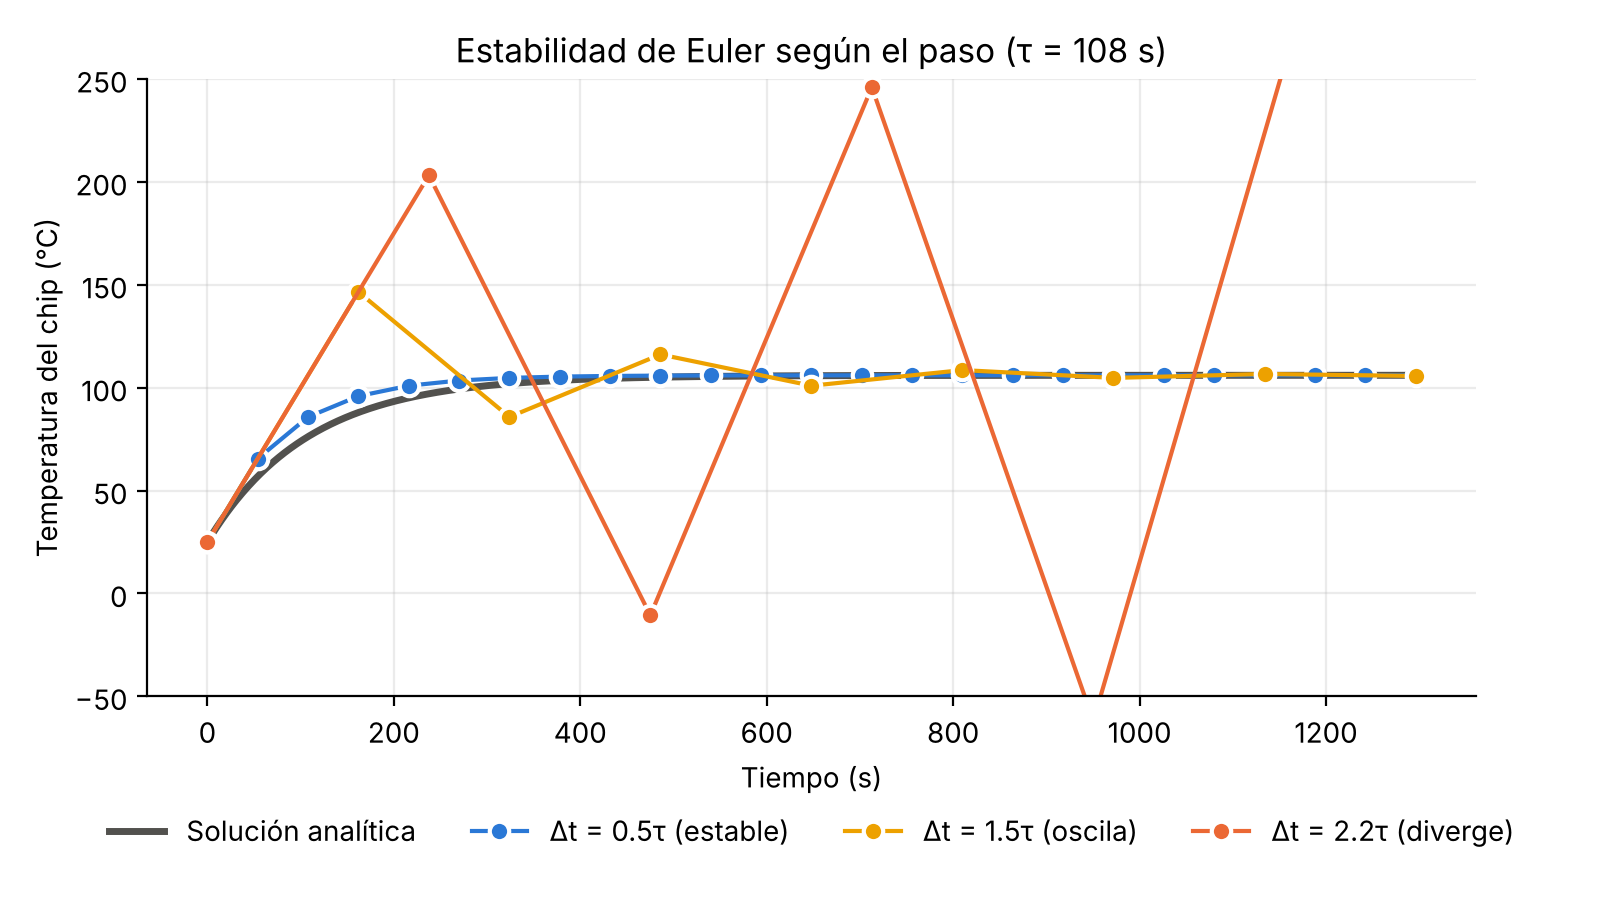 Estabilidad de Euler según el paso (τ = 108 s)
250
200
150
100
50
0
−50
Temperatura del chip (°C)
0 200 400 600 800 1000 1200
Tiempo (s)
Solución analítica Δt = 0.5τ (estable) Δt = 1.5τ (oscila) Δt = 2.2τ (diverge)